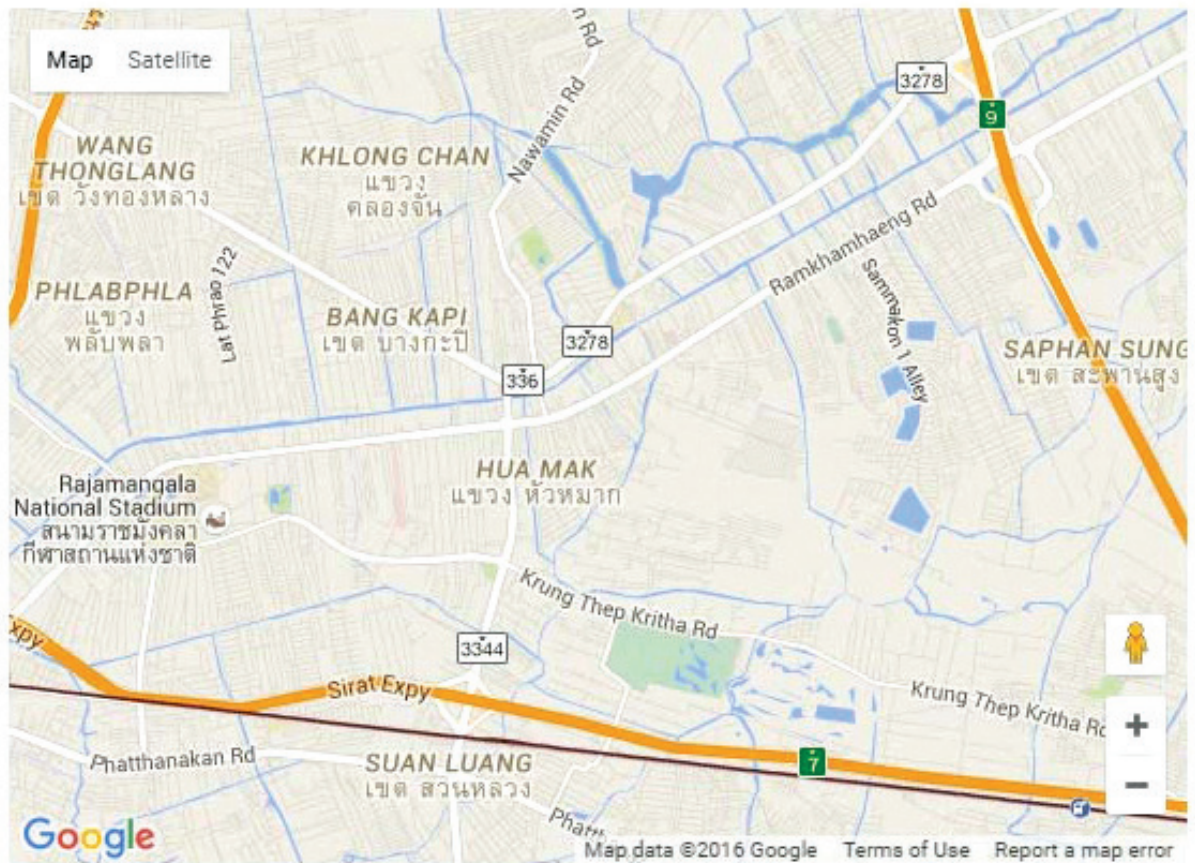 Map Satellite
3278
9
WANG
THONGLANG
เขต วังทองหลาง
KHLONG CHAN
แขวง
คลองจั่น
Nawamin Rd
n Rd
Ramkhamhaeng Rd
Lat Phrao 122
PHLABPHLA
แขวง
พลับพลา
BANG KAPI
เขต บางกะปิ
3278
336
Sammakon 1 Alley
SAPHAN SUNG
เขต สะพานสูง
HUA MAK
แขวง หัวหมาก
Rajamangala
National Stadium
สนามราชมังคลา
กีฬาสถานแห่งชาติ
Krung Thep Kritha Rd
3344
Expy
Sirat Expy
Krung Thep Kritha Rd
Phatthanakan Rd
SUAN LUANG
เขต สวนหลวง
7
+
−
Phatth
Google
Map data ©2016 Google Terms of Use Report a map error